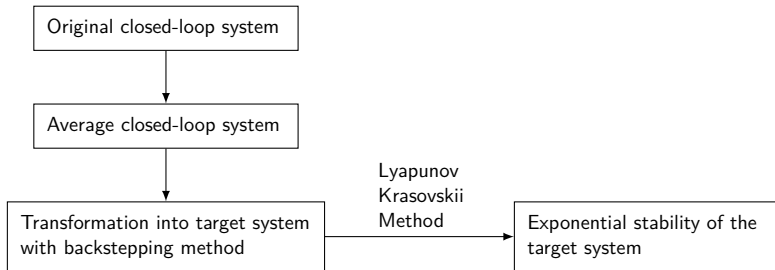 Original closed-loop system
Average closed-loop system
Lyapunov
Krasovskii
Method
Transformation into target system
with backstepping method
Exponential stability of the
target system